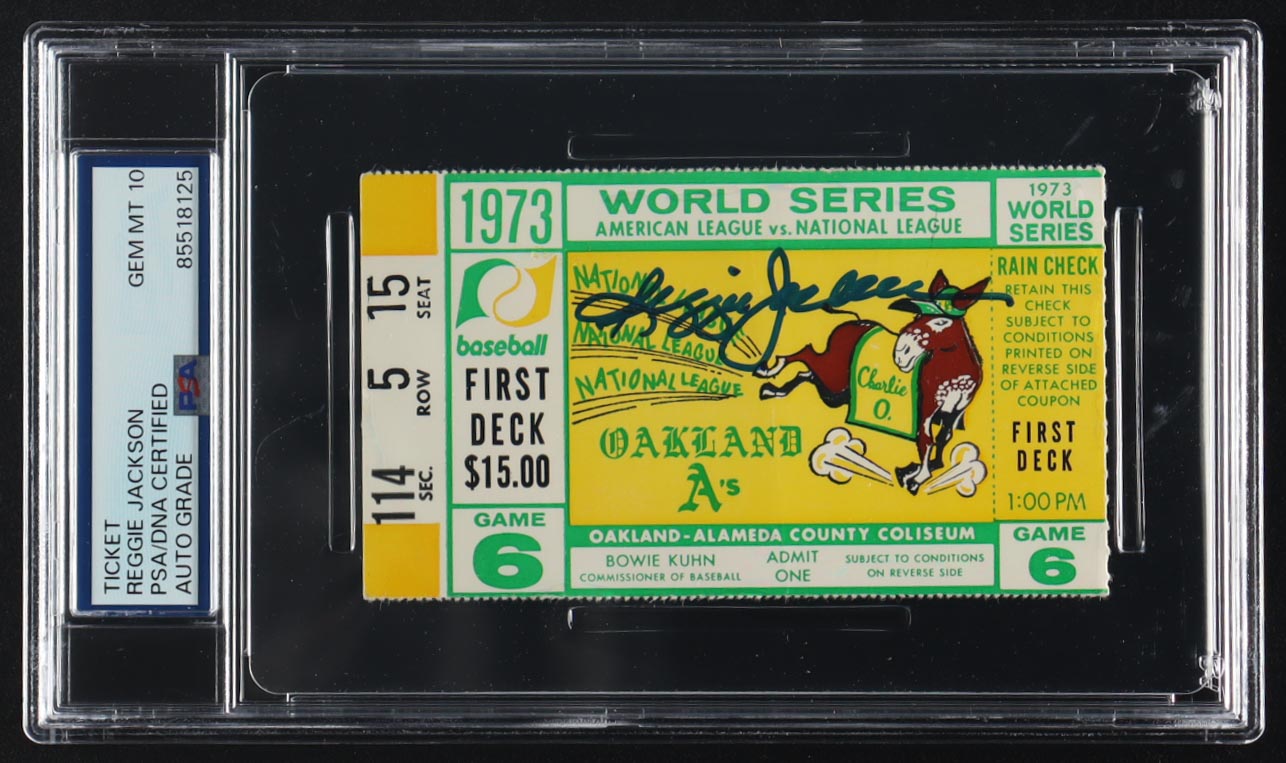 TICKET
REGGIE JACKSON
PSA/DNA CERTIFIED
AUTO GRADE
GEM MT 10
85518125
PSA
SEC. 114
ROW 5
SEAT 15
1973
baseball
FIRST
DECK
$15.00
GAME
6
WORLD SERIES
AMERICAN LEAGUE vs. NATIONAL LEAGUE
NATIONAL LEAGUE
NATIONAL LEAGUE
NATIONAL LEAGUE
Reggie Jackson
Charlie
O.
OAKLAND
A's
OAKLAND-ALAMEDA COUNTY COLISEUM
BOWIE KUHN
COMMISSIONER OF BASEBALL
ADMIT
ONE
SUBJECT TO CONDITIONS
ON REVERSE SIDE
1973
WORLD
SERIES
RAIN CHECK
RETAIN THIS
CHECK
SUBJECT TO
CONDITIONS
PRINTED ON
REVERSE SIDE
OF ATTACHED
COUPON
FIRST
DECK
1:00 PM
GAME
6